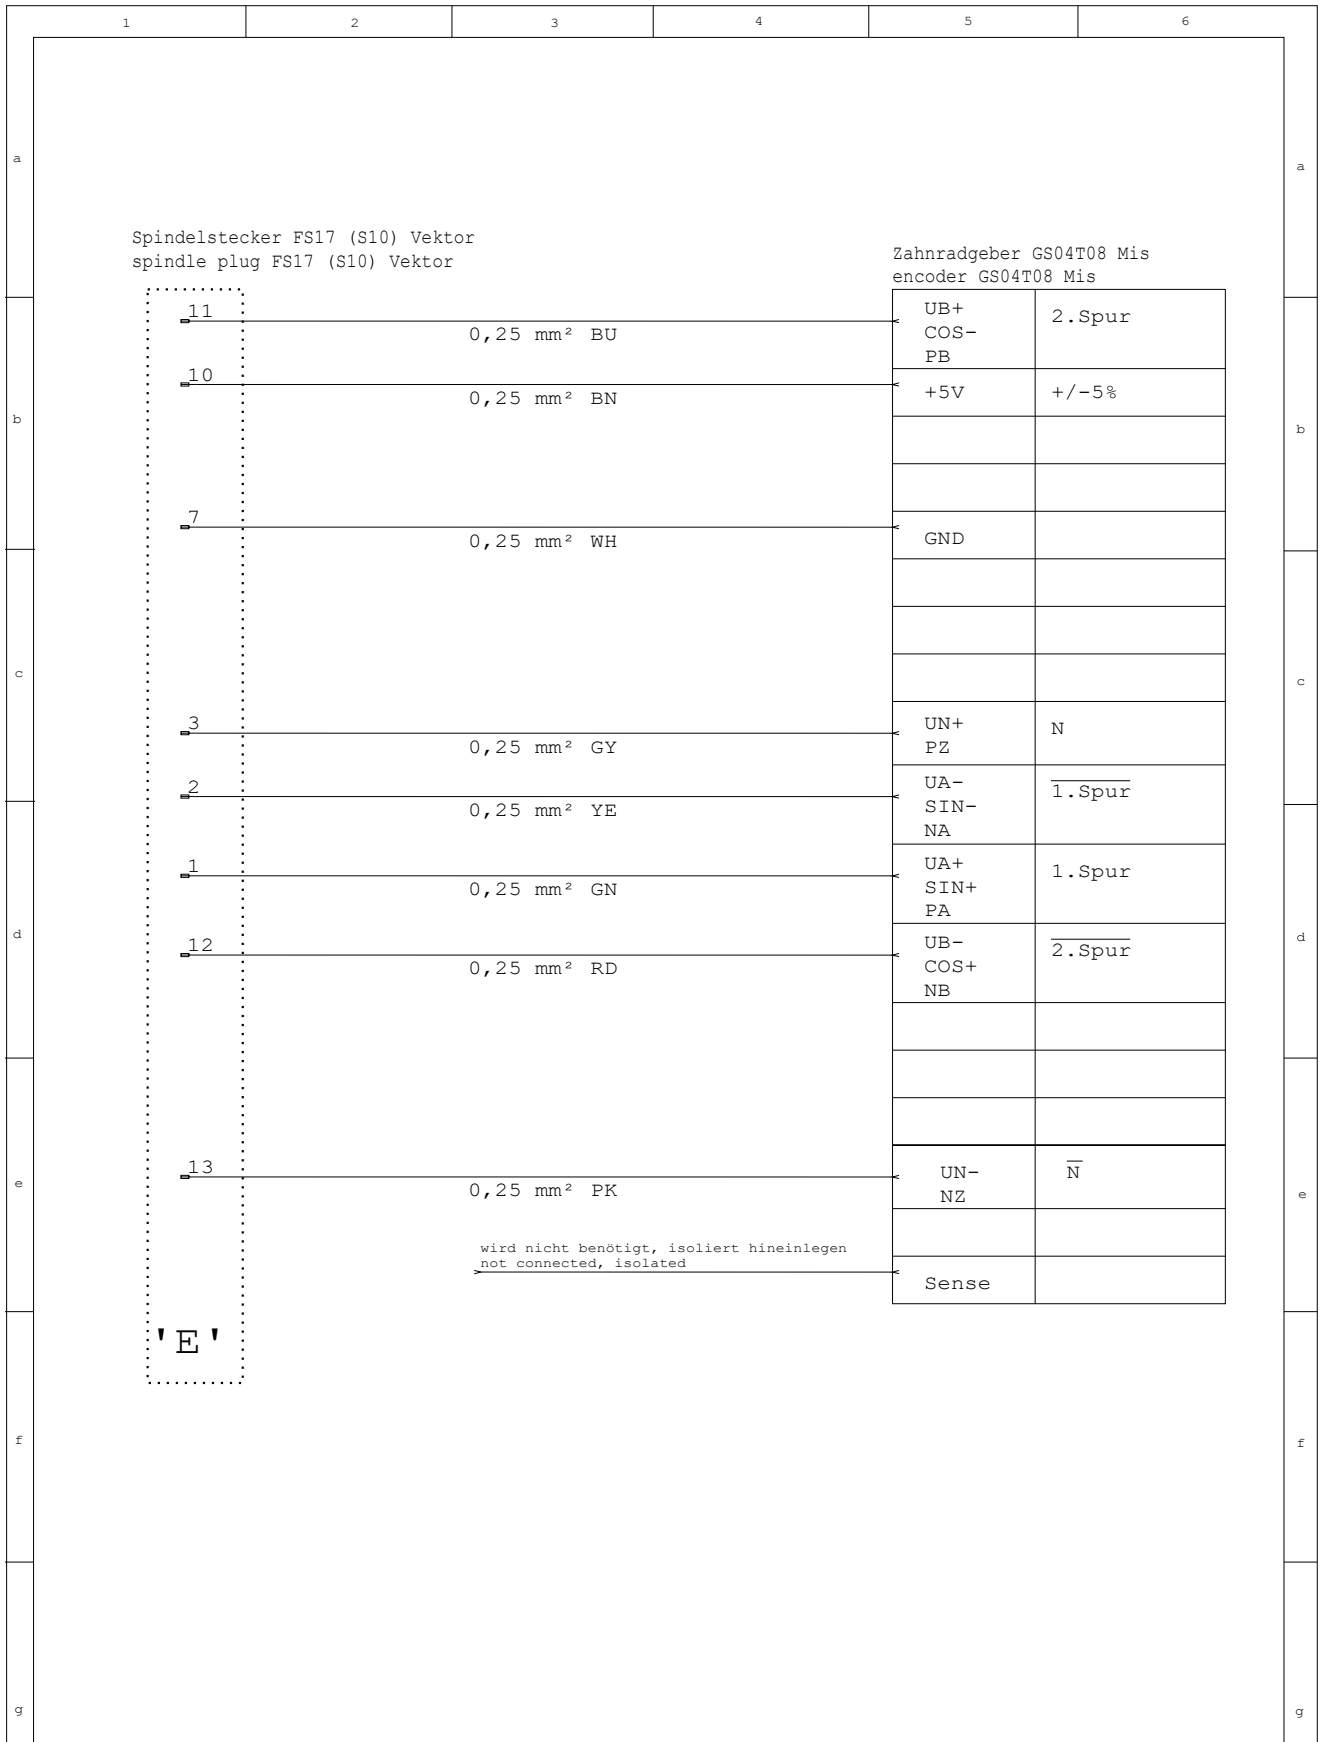 1 2 3 4 5 6
a a
Spindelstecker FS17 (S10) Vektor
spindle plug FS17 (S10) Vektor
Zahnradgeber GS04T08 Mis
encoder GS04T08 Mis
11
0,25 mm² BU
UB+
COS-
PB
2.Spur
10
0,25 mm² BN
+5V
+/-5%
b b
7
0,25 mm² WH
GND
c c
3
0,25 mm² GY
UN+
PZ
N
2
0,25 mm² YE
UA-
SIN-
NA
1.Spur
1
0,25 mm² GN
UA+
SIN+
PA
1.Spur
d d
12
0,25 mm² RD
UB-
COS+
NB
2.Spur
13
0,25 mm² PK
UN-
NZ
N
e e
wird nicht benötigt, isoliert hineinlegen
not connected, isolated
Sense
'E'
f f
g g